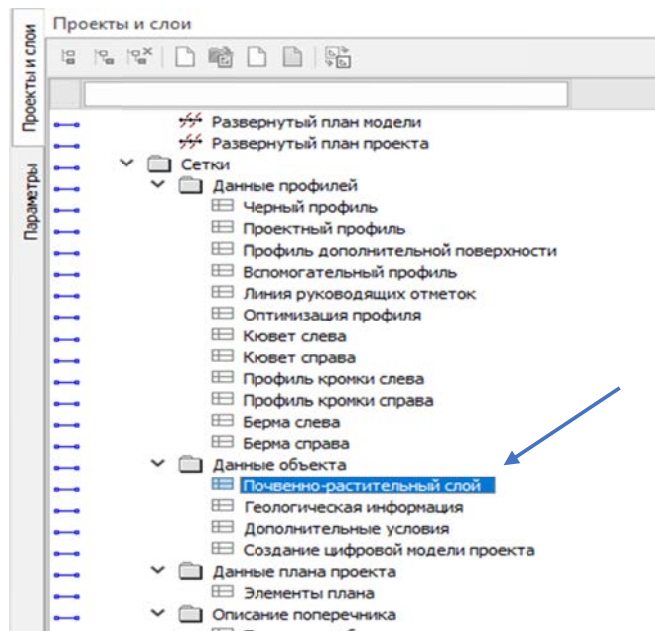 Проекты и слои
Проекты и слои
Параметры
Развернутый план модели
Развернутый план проекта
Сетки
Данные профилей
Черный профиль
Проектный профиль
Профиль дополнительной поверхности
Вспомогательный профиль
Линия руководящих отметок
Оптимизация профиля
Кювет слева
Кювет справа
Профиль кромки слева
Профиль кромки справа
Берма слева
Берма справа
Данные объекта
Почвенно-растительный слой
Геологическая информация
Дополнительные условия
Создание цифровой модели проекта
Данные плана проекта
Элементы плана
Описание поперечника